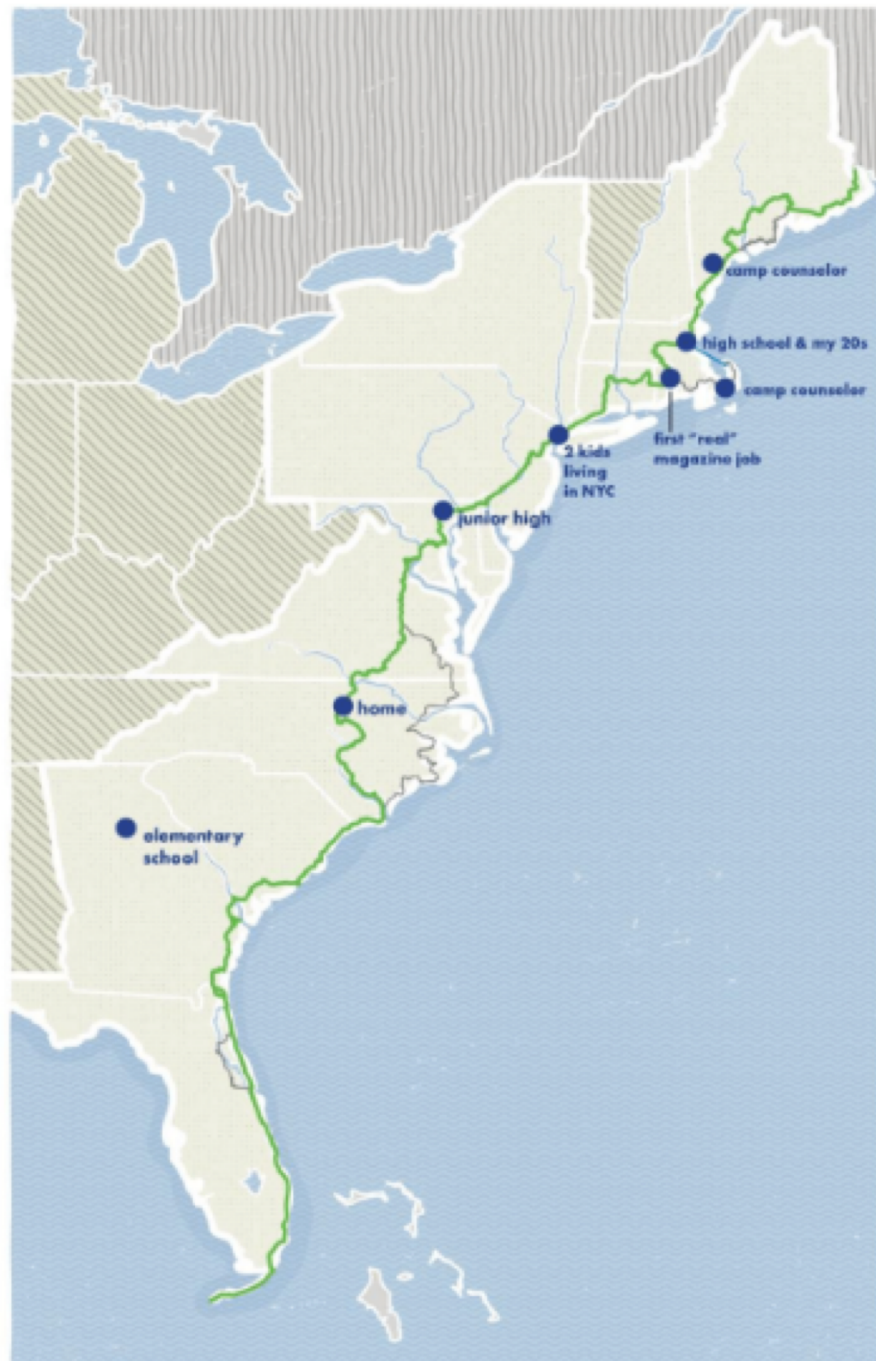 camp counselor
high school & my 20s
camp counselor
first "real"
magazine job
2 kids
living
in NYC
junior high
home
elementary
school